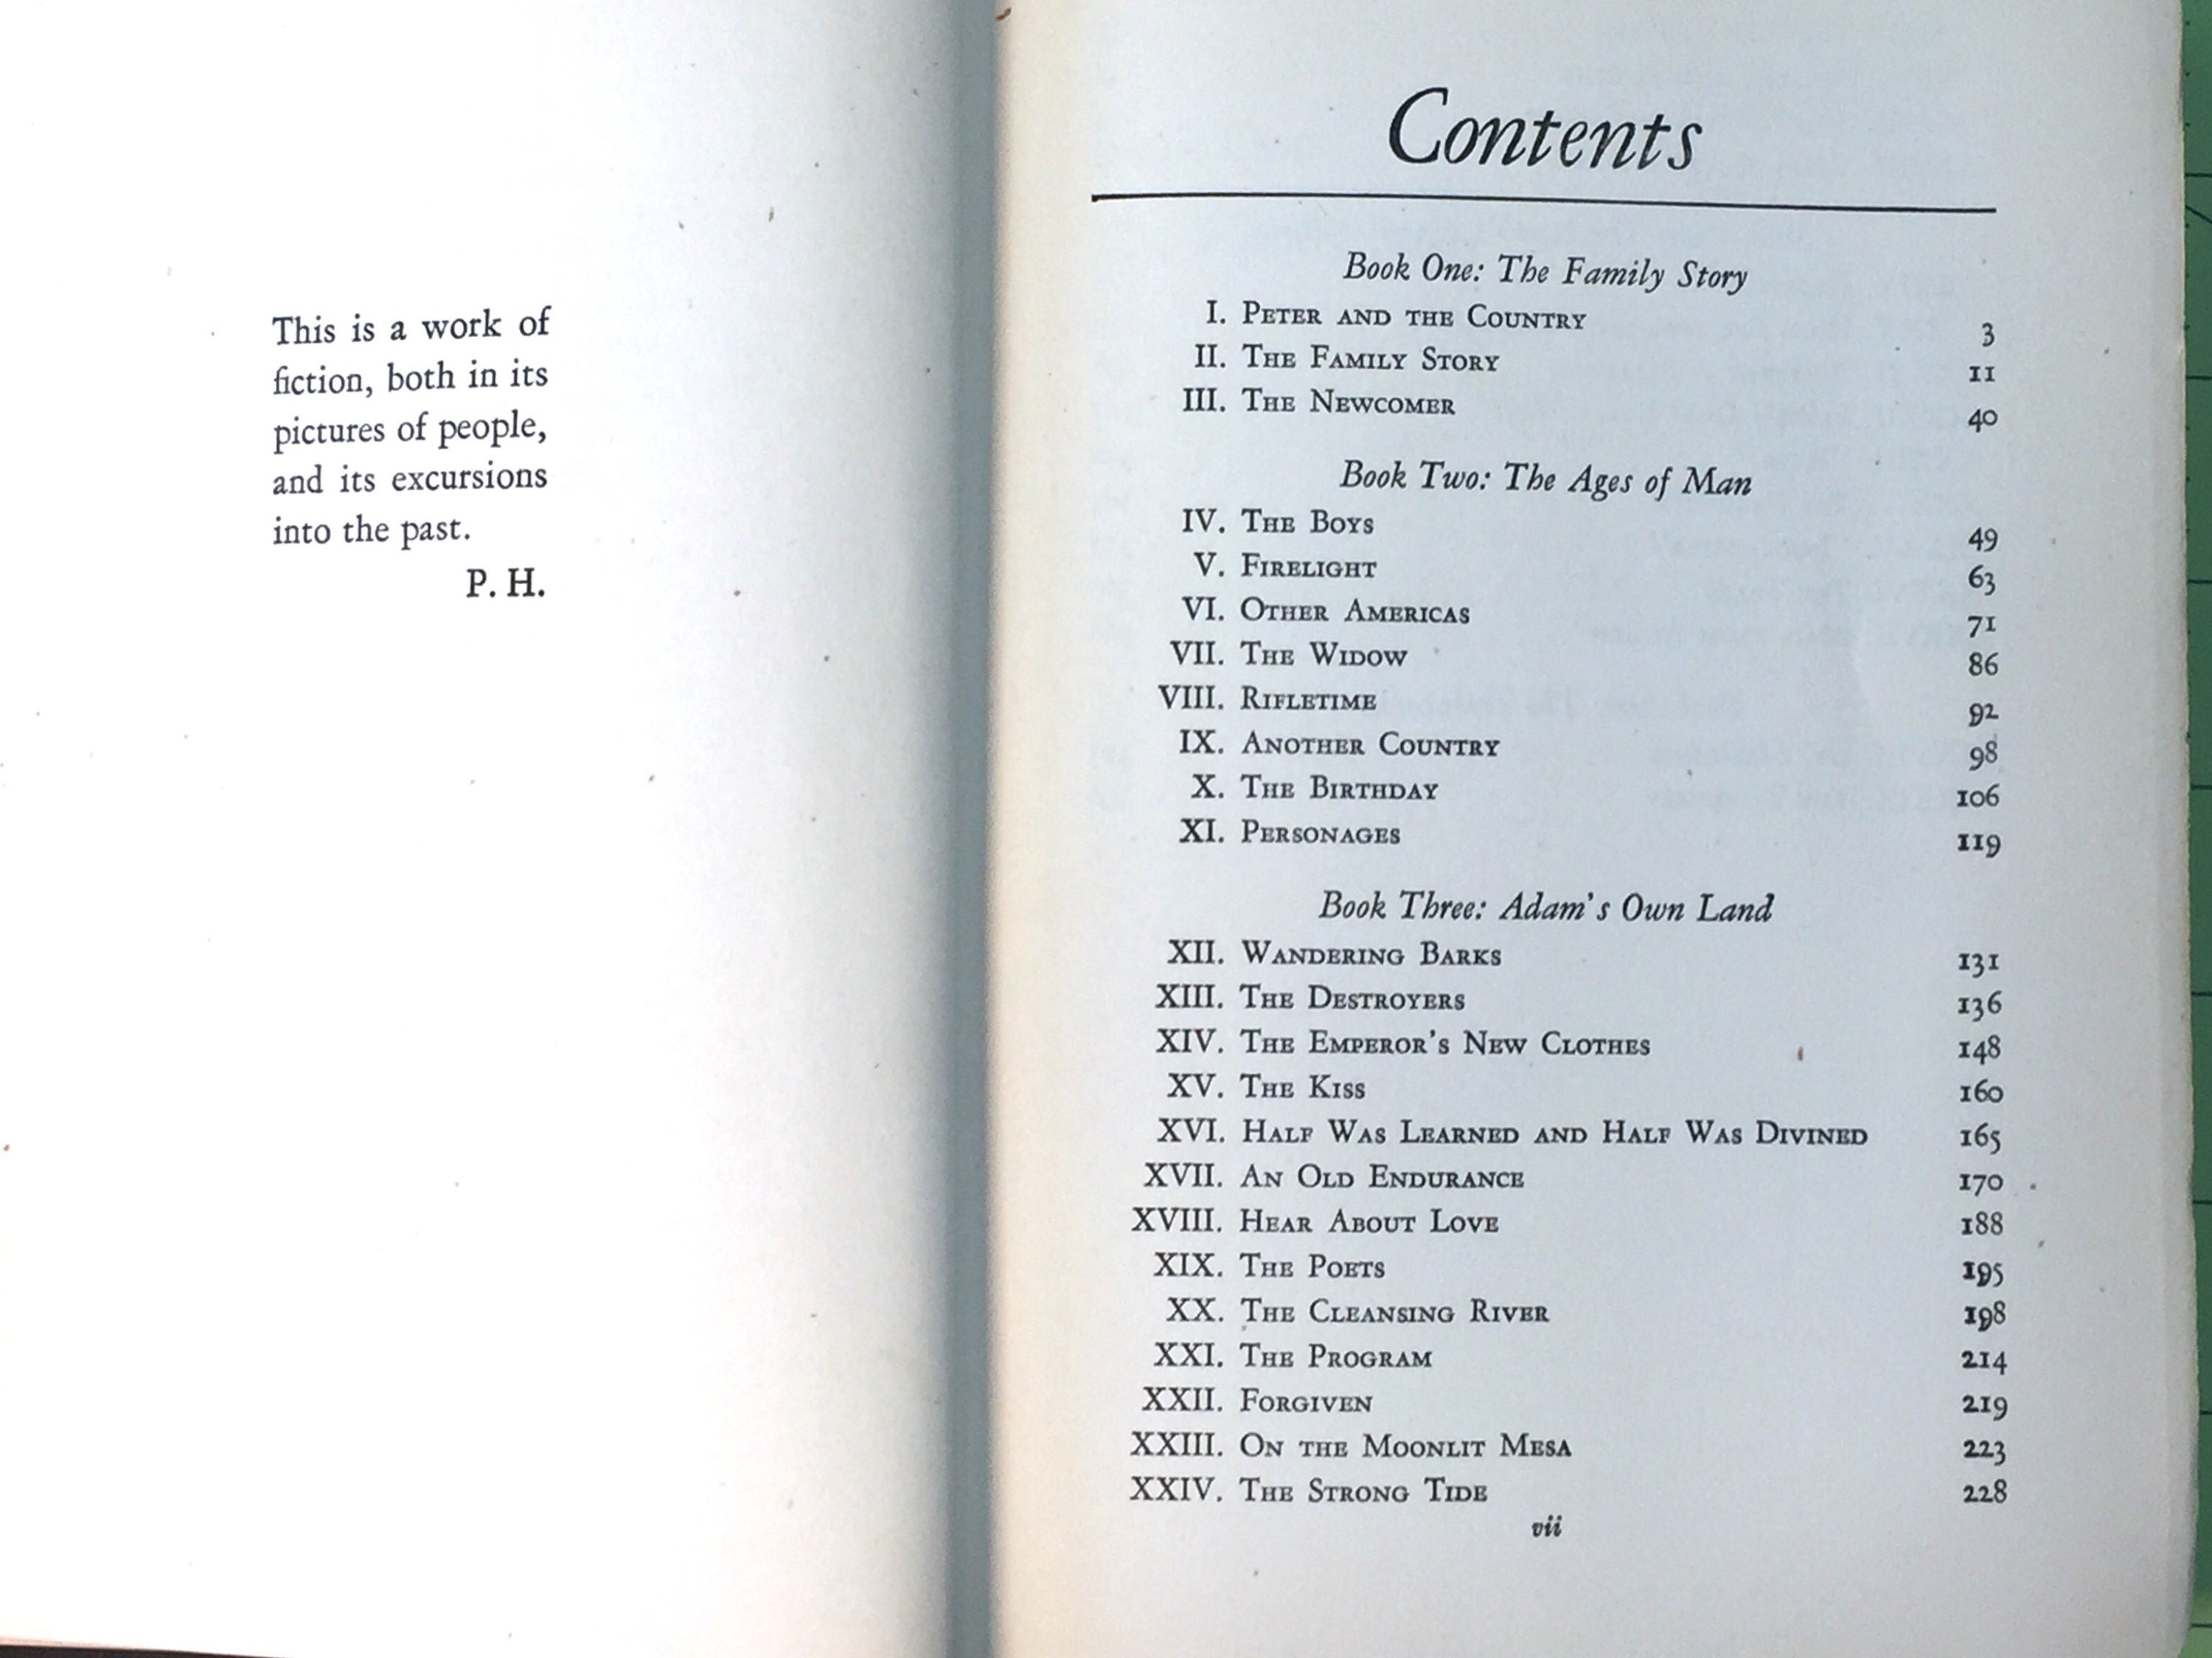 This is a work of
fiction, both in its
pictures of people,
and its excursions
into the past.
P. H.
Contents
Book One: The Family Story
I. Peter and the Country 3
II. The Family Story 11
III. The Newcomer 40
Book Two: The Ages of Man
IV. The Boys 49
V. Firelight 63
VI. Other Americas 71
VII. The Widow 86
VIII. Rifletime 92
IX. Another Country 98
X. The Birthday 106
XI. Personages 119
Book Three: Adam's Own Land
XII. Wandering Barks 131
XIII. The Destroyers 136
XIV. The Emperor's New Clothes 148
XV. The Kiss 160
XVI. Half Was Learned and Half Was Divined 165
XVII. An Old Endurance 170
XVIII. Hear About Love 188
XIX. The Poets 195
XX. The Cleansing River 198
XXI. The Program 214
XXII. Forgiven 219
XXIII. On the Moonlit Mesa 223
XXIV. The Strong Tide 228
vii